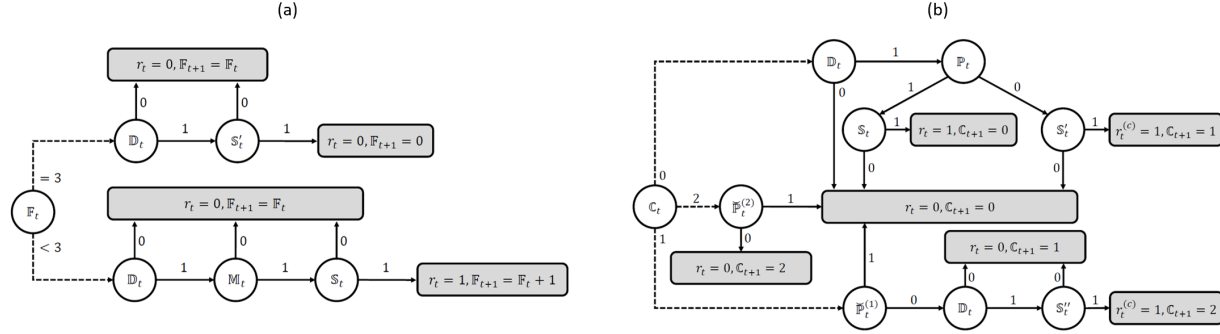 (a)
r_t = 0, 𝔽_{t+1} = 𝔽_t
0 0
𝔻_t 1 𝕊′_t 1 r_t = 0, 𝔽_{t+1} = 0
= 3
𝔽_t
< 3
r_t = 0, 𝔽_{t+1} = 𝔽_t
0 0 0
𝔻_t 1 𝕄_t 1 𝕊_t 1 r_t = 1, 𝔽_{t+1} = 𝔽_t + 1
(b)
𝔻_t 1 ℙ_t
0 1 0
𝕊_t 1 r_t = 1, ℂ_{t+1} = 0 𝕊′_t 1 r_t^{(c)} = 1, ℂ_{t+1} = 1
0 0
0
ℂ_t 2 ℙ̌_t^{(2)} 1 r_t = 0, ℂ_{t+1} = 0
1 0
r_t = 0, ℂ_{t+1} = 2
1
r_t = 0, ℂ_{t+1} = 1
0 0
ℙ̌_t^{(1)} 0 𝔻_t 1 𝕊″_t 1 r_t^{(c)} = 1, ℂ_{t+1} = 2